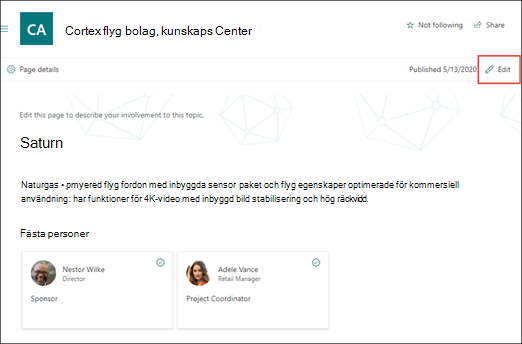 CA
Cortex flyg bolag, kunskaps Center
Not following
Share
Page details
Published 5/13/2020
Edit
Edit this page to describe your involvement to this topic.
Saturn
Naturgas • pmyered flyg fordon med inbyggda sensor paket och flyg egenskaper optimerade för kommersiell
användning: har funktioner för 4K-video med inbyggd bild stabilisering och hög räckvidd.
Fästa personer
Nestor Wilke
Director
Sponsor
Adele Vance
Retail Manager
Project Coordinator